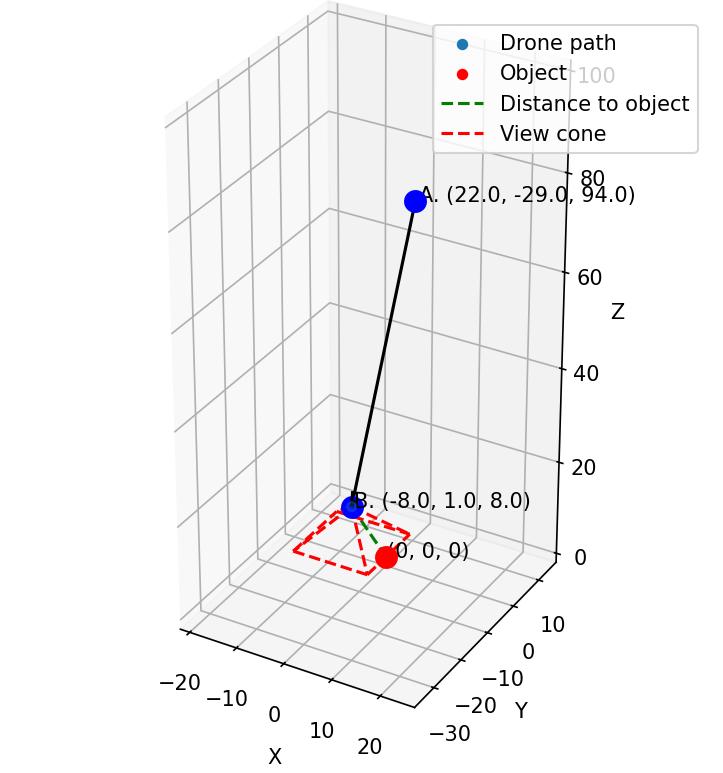 Drone path
Object
Distance to object
View cone
100
80
60
40
20
0
Z
A. (22.0, -29.0, 94.0)
B. (-8.0, 1.0, 8.0)
(0, 0, 0)
−20
−10
0
10
20
X
10
0
−10
−20
−30
Y